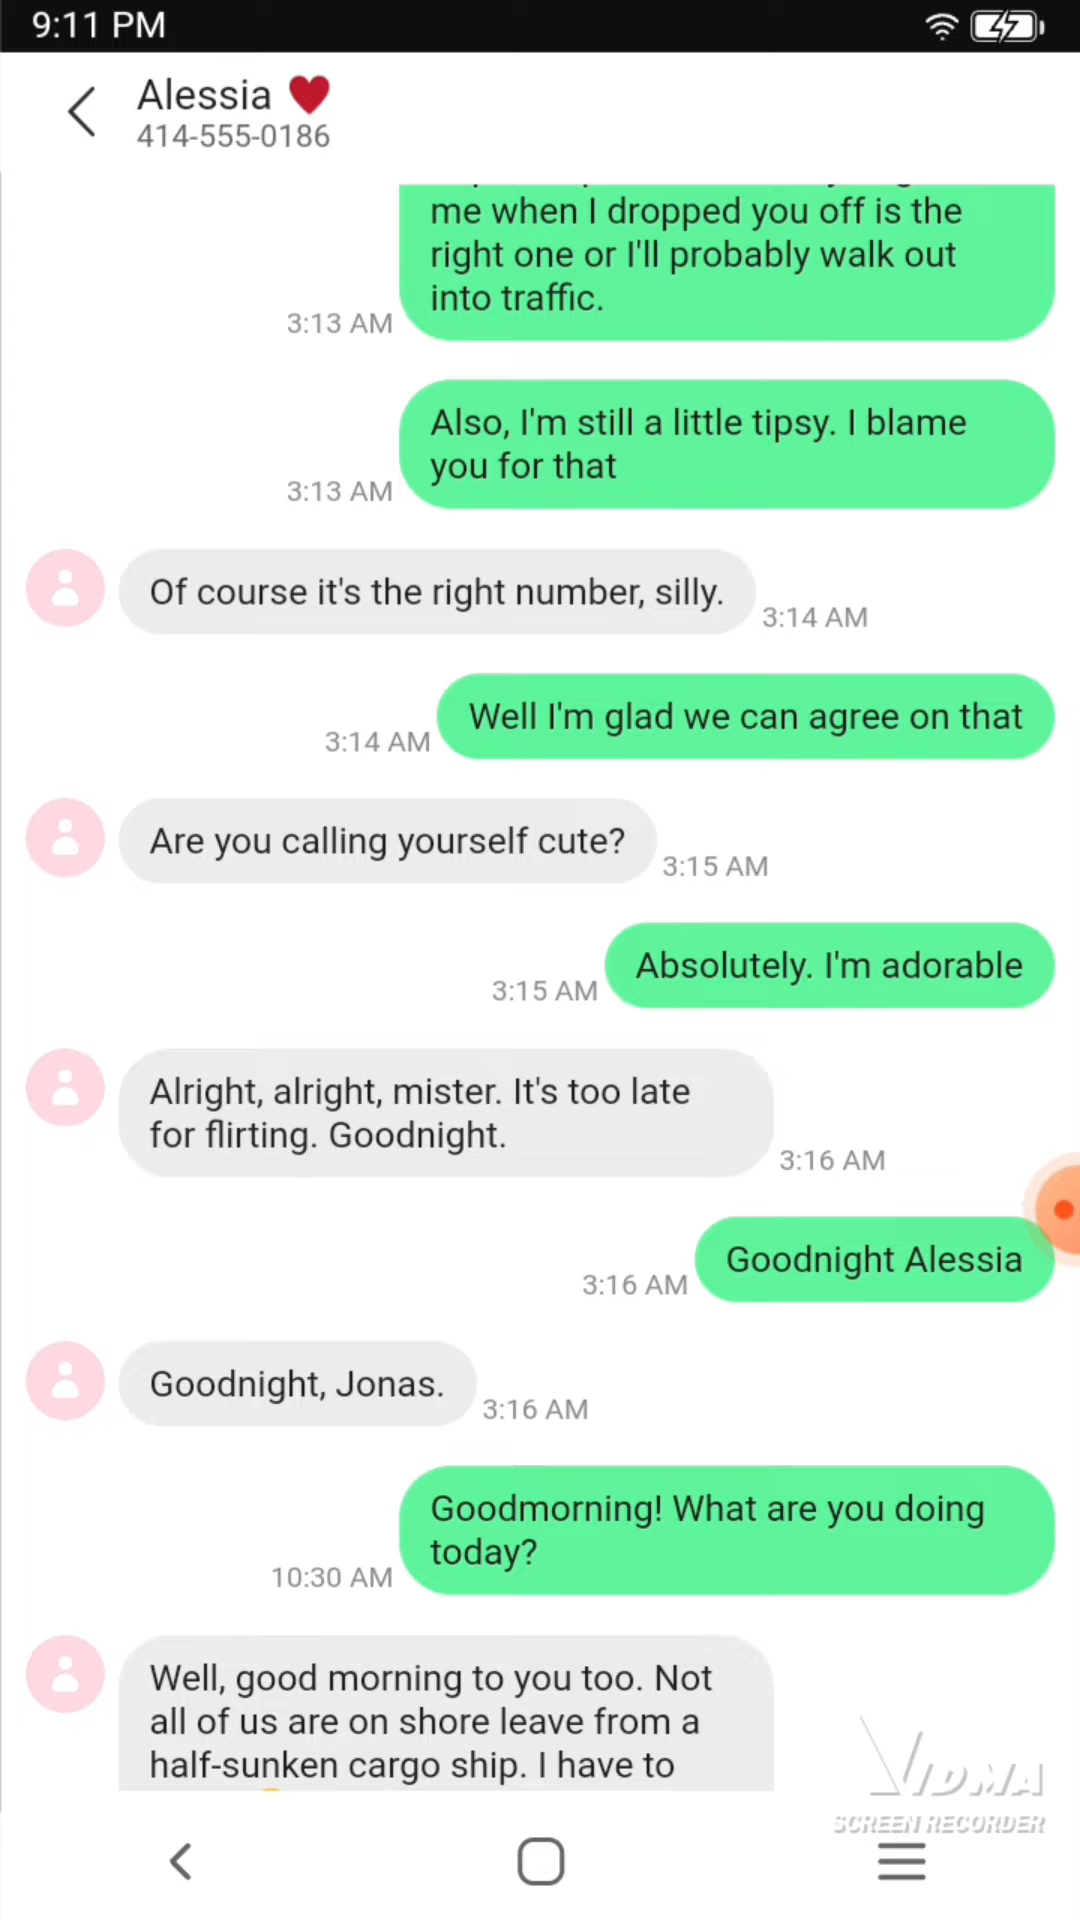 9:11 PM
Alessia
414-555-0186
me when I dropped you off is the
right one or I'll probably walk out
into traffic.
3:13 AM
Also, I'm still a little tipsy. I blame
you for that
3:13 AM
Of course it's the right number, silly.
3:14 AM
Well I'm glad we can agree on that
3:14 AM
Are you calling yourself cute?
3:15 AM
Absolutely. I'm adorable
3:15 AM
Alright, alright, mister. It's too late
for flirting. Goodnight.
3:16 AM
Goodnight Alessia
3:16 AM
Goodnight, Jonas.
3:16 AM
Goodmorning! What are you doing
today?
10:30 AM
Well, good morning to you too. Not
all of us are on shore leave from a
half-sunken cargo ship. I have to
VIDMA
SCREEN RECORDER